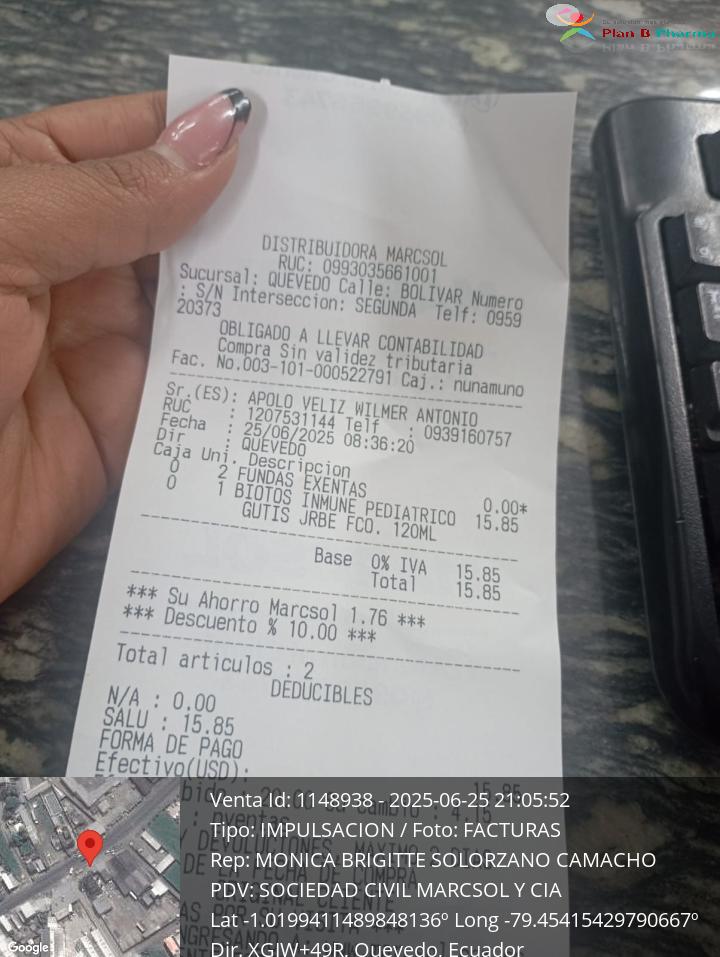 Plan B Pharma
DISTRIBUIDORA MARCSOL
RUC: 0993035661001
Sucursal: QUEVEDO Calle: BOLIVAR Numero
: S/N Interseccion: SEGUNDA Telf: 0959
20373
OBLIGADO A LLEVAR CONTABILIDAD
Compra Sin validez tributaria
Fac. No.003-101-000522791 Caj.: nunamuno
Sr.(ES): APOLO VELIZ WILMER ANTONIO
RUC : 1207531144 Telf : 0939160757
Fecha : 25/06/2025 08:36:20
Dir : QUEVEDO
Caja Uni. Descripcion
0 2 FUNDAS EXENTAS 0.00*
0 1 BIOTOS INMUNE PEDIATRICO 15.85
GUTIS JRBE FCO. 120ML
Base 0% IVA 15.85
Total 15.85
*** Su Ahorro Marcsol 1.76 ***
*** Descuento % 10.00 ***
Total articulos : 2
DEDUCIBLES
N/A : 0.00
SALU : 15.85
FORMA DE PAGO
Efectivo(USD): 15.85
Venta Id: 1148938 - 2025-06-25 21:05:52
Tipo: IMPULSACION / Foto: FACTURAS
Rep: MONICA BRIGITTE SOLORZANO CAMACHO
PDV: SOCIEDAD CIVIL MARCSOL Y CIA
Lat -1.0199411489848136º Long -79.45415429790667º
Dir. XGJW+49R, Quevedo, Ecuador
Google